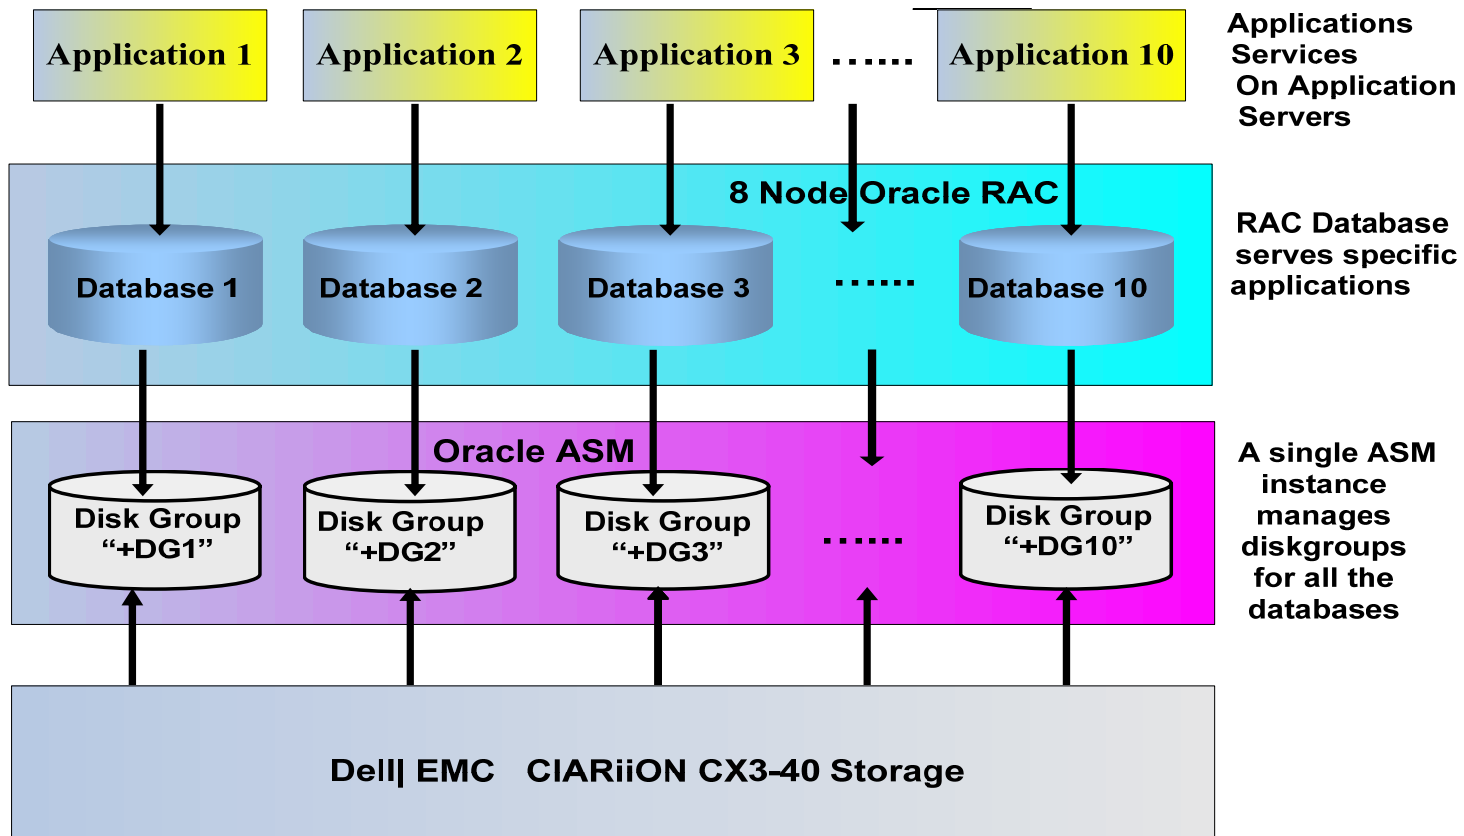 Application 1
Application 2
Application 3
......
Application 10
Applications
Services
On Application
Servers
8 Node Oracle RAC
Database 1
Database 2
Database 3
......
Database 10
RAC Database
serves specific
applications
Oracle ASM
Disk Group
“+DG1”
Disk Group
“+DG2”
Disk Group
“+DG3”
......
Disk Group
“+DG10”
A single ASM
instance
manages
diskgroups
for all the
databases
Dell| EMC ClARiiON CX3-40 Storage